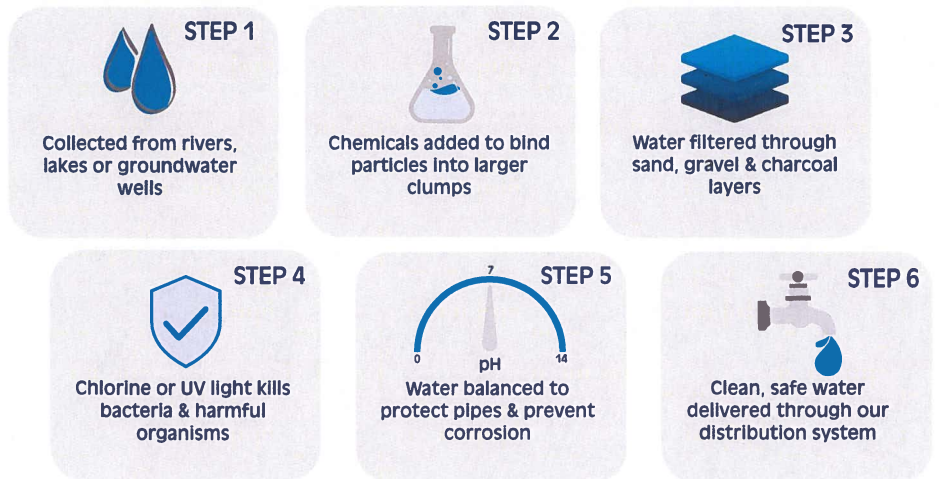 STEP 1
Collected from rivers,
lakes or groundwater
wells
STEP 2
Chemicals added to bind
particles into larger
clumps
STEP 3
Water filtered through
sand, gravel & charcoal
layers
STEP 4
Chlorine or UV light kills
bacteria & harmful
organisms
STEP 5
7
0
14
pH
Water balanced to
protect pipes & prevent
corrosion
STEP 6
Clean, safe water
delivered through our
distribution system